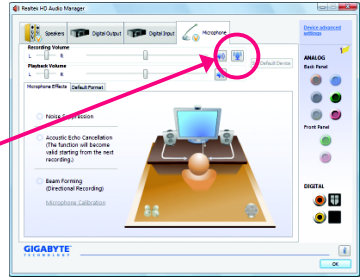 Realtek HD Audio Manager
Speakers
Digital Output
Digital Input
Microphone
Device advanced
settings
Recording Volume
L
R
Default Device
Playback Volume
L
R
ANALOG
Back Panel
Microphone Effects
Default Format
Noise Suppression
Acoustic Echo Cancellation
(The function will become
valid starting from the next
recording.)
Front Panel
Beam Forming
(Directional Recording)
Microphone Calibration
DIGITAL
GIGABYTE
TECHNOLOGY
i
OK